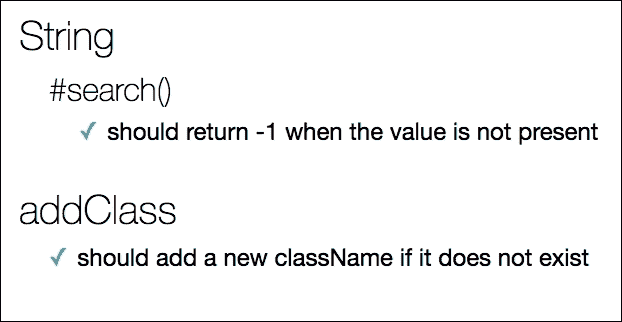 String
#search()
✓ should return -1 when the value is not present
addClass
✓ should add a new className if it does not exist